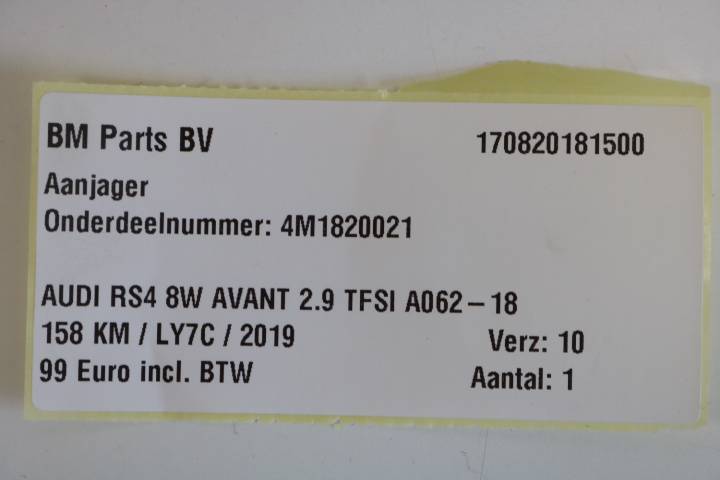 BM Parts BV 170820181500
Aanjager
Onderdeelnummer: 4M1820021
AUDI RS4 8W AVANT 2.9 TFSI A062-18
158 KM / LY7C / 2019 Verz: 10
99 Euro incl. BTW Aantal: 1